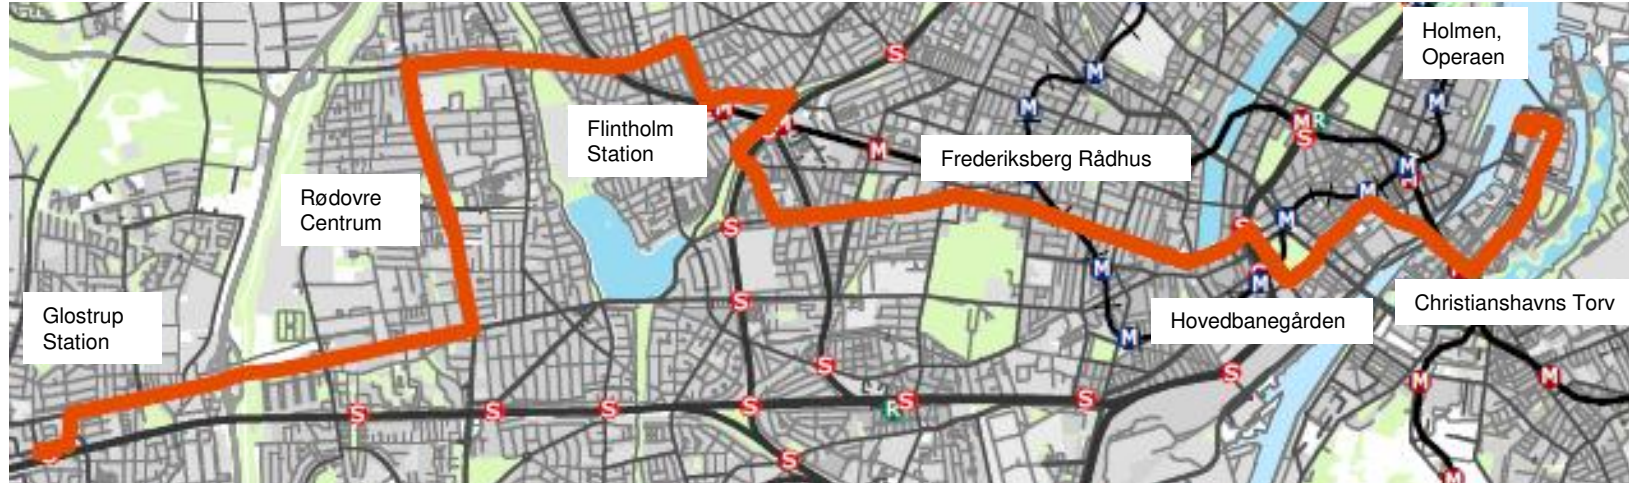 Holmen,
Operaen
Flintholm
Station
Frederiksberg Rådhus
Rødovre
Centrum
Glostrup
Station
Hovedbanegården
Christianshavns Torv
S
M
M
M
M
M
M
M
R
S
M
M
M
S
S
M
M
M
S
M
S
S
M
M
S
S
S
S
R
S
S
S
M